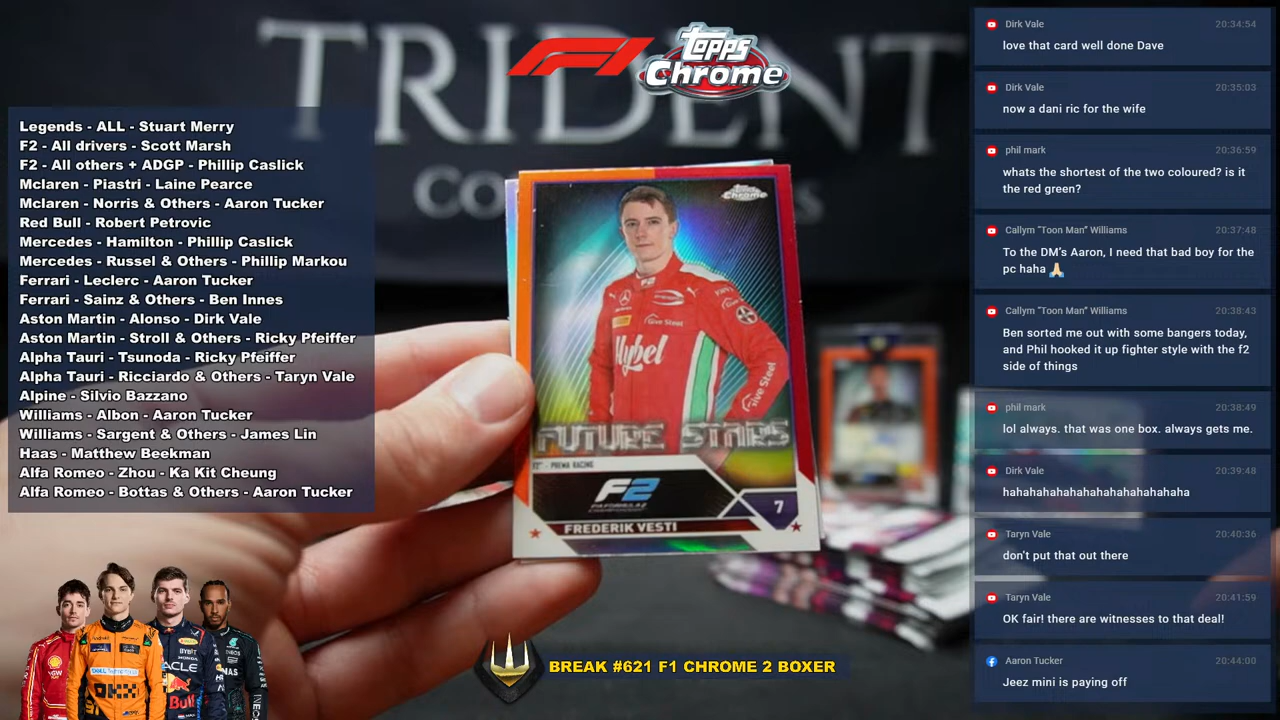 TRIDENT
F1 TOPPS Chrome
Legends - ALL - Stuart Merry
F2 - All drivers - Scott Marsh
F2 - All others + ADGP - Phillip Caslick
Mclaren - Piastri - Laine Pearce
Mclaren - Norris & Others - Aaron Tucker
Red Bull - Robert Petrovic
Mercedes - Hamilton - Phillip Caslick
Mercedes - Russel & Others - Phillip Markou
Ferrari - Leclerc - Aaron Tucker
Ferrari - Sainz & Others - Ben Innes
Aston Martin - Alonso - Dirk Vale
Aston Martin - Stroll & Others - Ricky Pfeiffer
Alpha Tauri - Tsunoda - Ricky Pfeiffer
Alpha Tauri - Ricciardo & Others - Taryn Vale
Alpine - Silvio Bazzano
Williams - Albon - Aaron Tucker
Williams - Sargent & Others - James Lin
Haas - Matthew Beekman
Alfa Romeo - Zhou - Ka Kit Cheung
Alfa Romeo - Bottas & Others - Aaron Tucker
Chrome
F2
Give Steel
Hybel
Give Steel
FUTURE STARS
F2 - PREMA RACING
F2
7
FREDERIK VESTI
BREAK #621 F1 CHROME 2 BOXER
Dirk Vale 20:34:54
love that card well done Dave
Dirk Vale 20:35:03
now a dani ric for the wife
phil mark 20:36:59
whats the shortest of the two coloured? is it
the red green?
Callym "Toon Man" Williams 20:37:48
To the DM's Aaron, I need that bad boy for the
pc haha 🙏🏻
Callym "Toon Man" Williams 20:38:43
Ben sorted me out with some bangers today,
and Phil hooked it up fighter style with the f2
side of things
phil mark 20:38:49
lol always. that was one box. always gets me.
Dirk Vale 20:39:48
hahahahahahahahahahahahaha
Taryn Vale 20:40:36
don't put that out there
Taryn Vale 20:41:59
OK fair! there are witnesses to that deal!
Aaron Tucker 20:44:00
Jeez mini is paying off